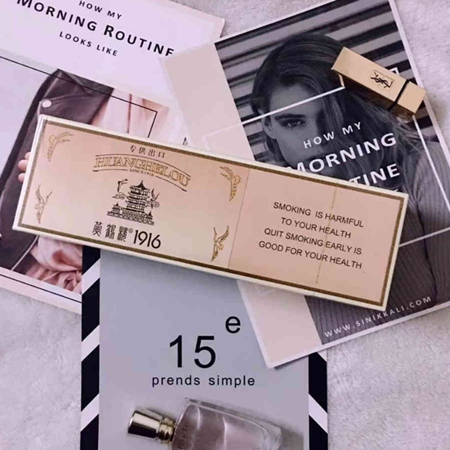 HOW MY
MORNING ROUTINE
LOOKS LIKE
HOW MY
MORNING
ROUTINE
WWW.SINIKKALI.COM
专供出口
HUANGHELOU
黄鹤楼 1916
SMOKING IS HARMFUL
TO YOUR HEALTH
QUIT SMOKING EARLY IS
GOOD FOR YOUR HEALTH
15 e
prends simple